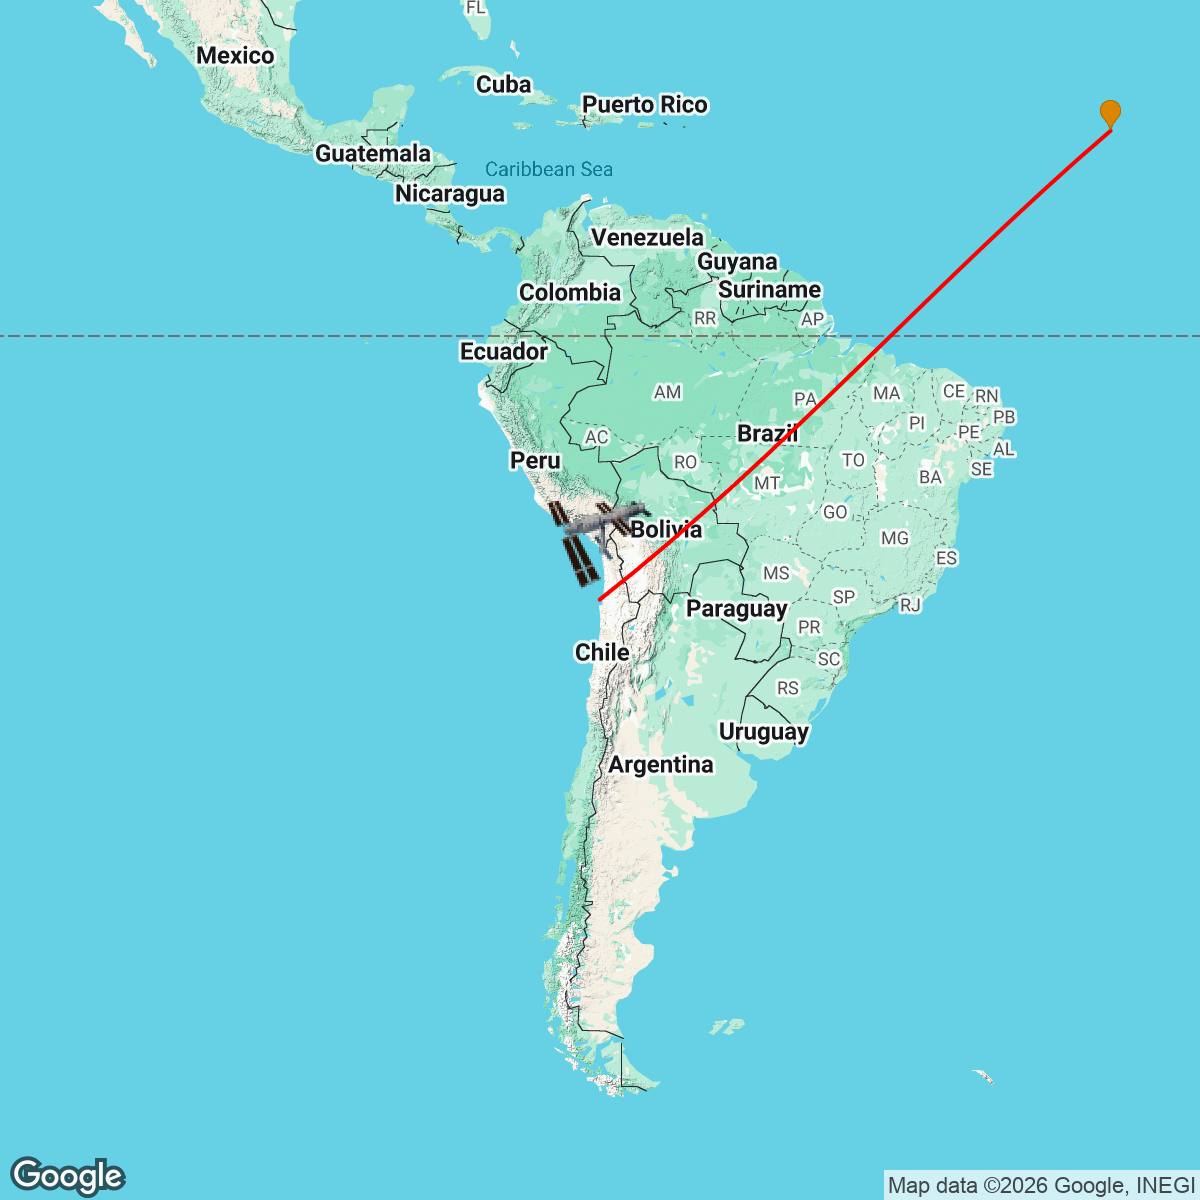 FL
Mexico
Cuba
Puerto Rico
Guatemala
Caribbean Sea
Nicaragua
Venezuela
Guyana
Colombia
Suriname
RR
AP
Ecuador
AM
PA
MA
CE
RN
PB
PI
PE
AC
Brazil
AL
Peru
RO
TO
SE
MT
BA
GO
Bolivia
MG
ES
MS
SP
RJ
Paraguay
PR
Chile
SC
RS
Uruguay
Argentina
Google
Map data ©2026 Google, INEGI